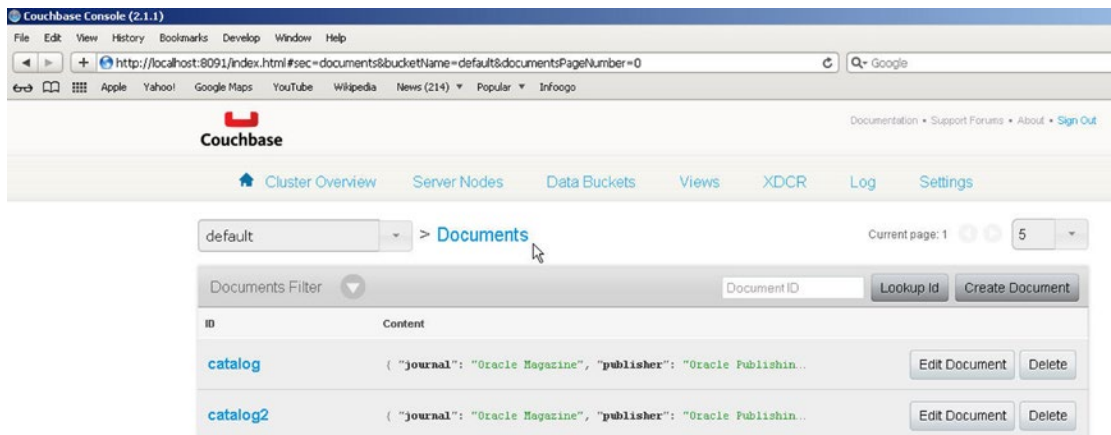 Couchbase Console (2.1.1)
File Edit View History Bookmarks Develop Window Help
http://localhost:8091/index.html#sec=documents&bucketName=default&documentsPageNumber=0
Q- Google
Apple Yahoo! Google Maps YouTube Wikipedia News (214) ▼ Popular ▼ Infoogo
Documentation • Support Forums • About • Sign Out
Couchbase
Cluster Overview Server Nodes Data Buckets Views XDCR Log Settings
default > Documents Current page: 1 5
Documents Filter Document ID Lookup Id Create Document
ID Content
catalog { "journal": "Oracle Magazine", "publisher": "Oracle Publishin... Edit Document Delete
catalog2 { "journal": "Oracle Magazine", "publisher": "Oracle Publishin... Edit Document Delete